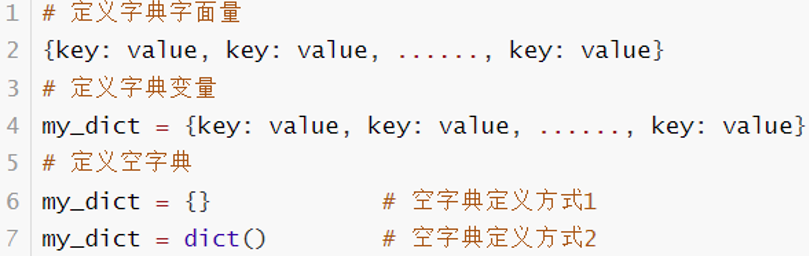 1 # 定义字典字面量
2 {key: value, key: value, ......, key: value}
3 # 定义字典变量
4 my_dict = {key: value, key: value, ......, key: value}
5 # 定义空字典
6 my_dict = {} # 空字典定义方式1
7 my_dict = dict() # 空字典定义方式2